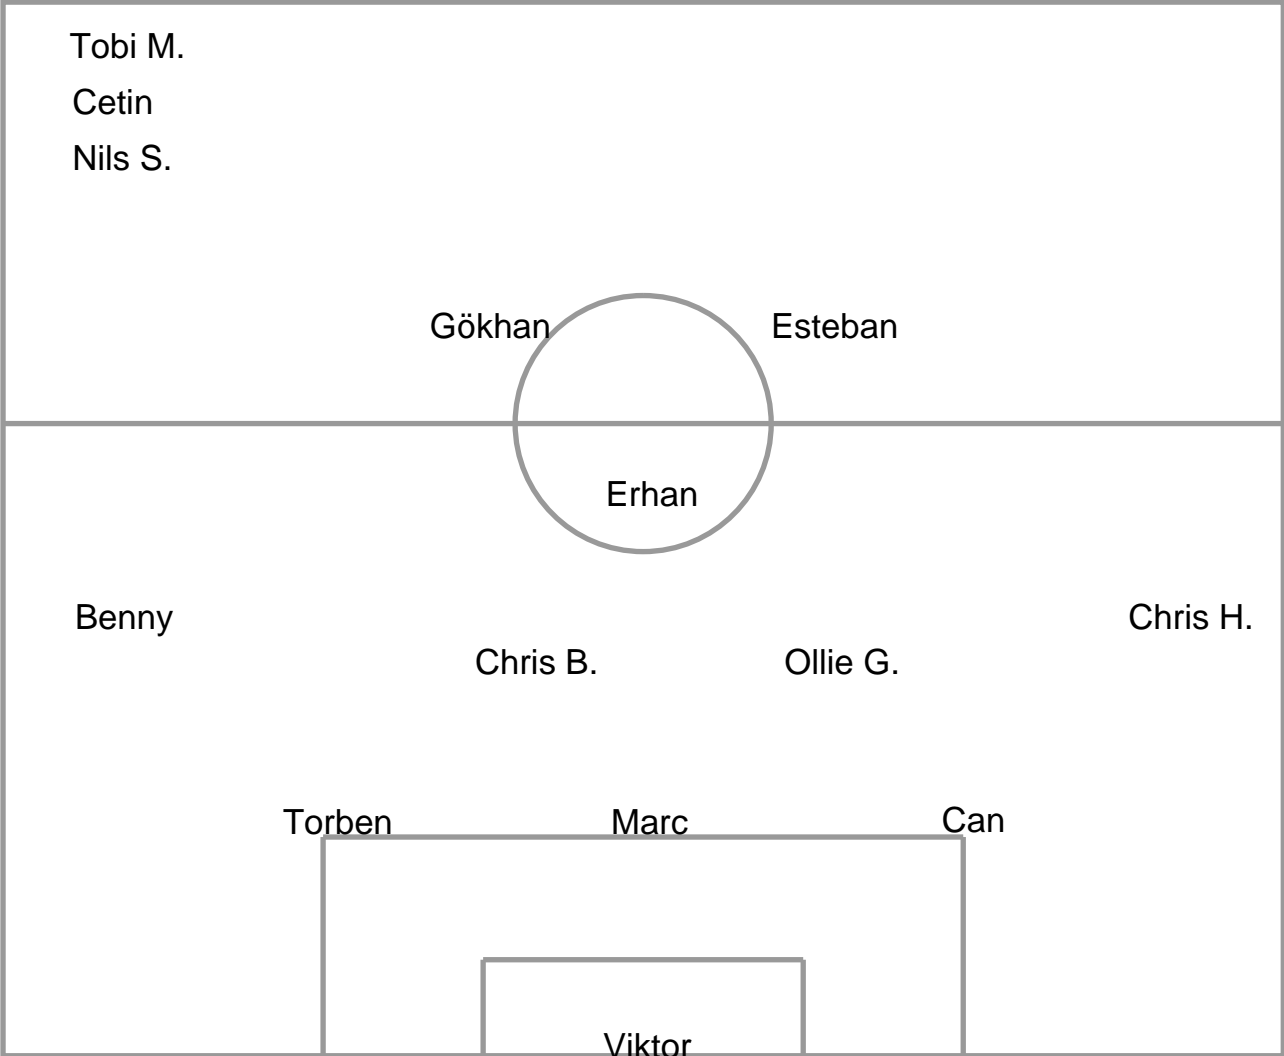 Tobi M.
Cetin
Nils S.
Gökhan
Esteban
Erhan
Benny
Chris H.
Chris B.
Ollie G.
Torben
Marc
Can
Viktor